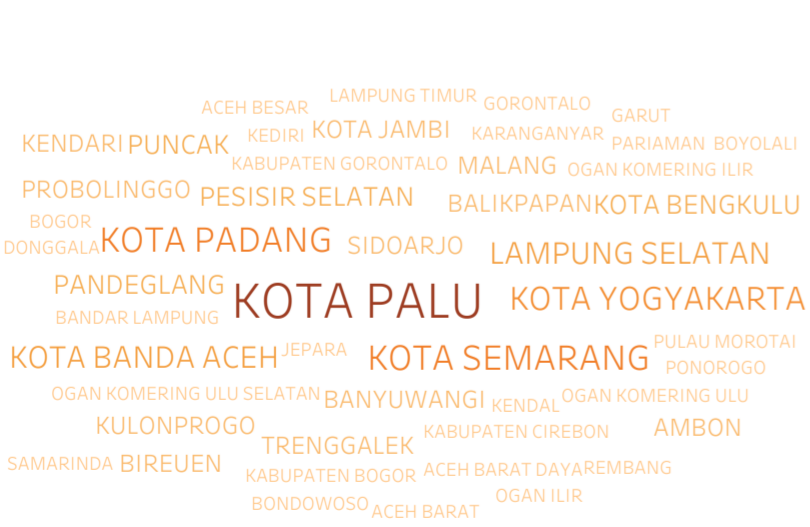 LAMPUNG TIMUR
ACEH BESAR
GORONTALO
GARUT
KENDARI
PUNCAK
KEDIRI
KOTA JAMBI
KARANGANYAR
PARIAMAN
BOYOLALI
KABUPATEN GORONTALO
MALANG
OGAN KOMERING ILIR
PROBOLINGGO
PESISIR SELATAN
BALIKPAPAN
KOTA BENGKULU
BOGOR
DONGGALA
KOTA PADANG
SIDOARJO
LAMPUNG SELATAN
PANDEGLANG
KOTA PALU
KOTA YOGYAKARTA
BANDAR LAMPUNG
KOTA BANDA ACEH
JEPARA
KOTA SEMARANG
PULAU MOROTAI
PONOROGO
OGAN KOMERING ULU SELATAN
BANYUWANGI
KENDAL
OGAN KOMERING ULU
KULONPROGO
TRENGGALEK
KABUPATEN CIREBON
AMBON
SAMARINDA
BIREUEN
KABUPATEN BOGOR
ACEH BARAT DAYA
REMBANG
BONDOWOSO
ACEH BARAT
OGAN ILIR